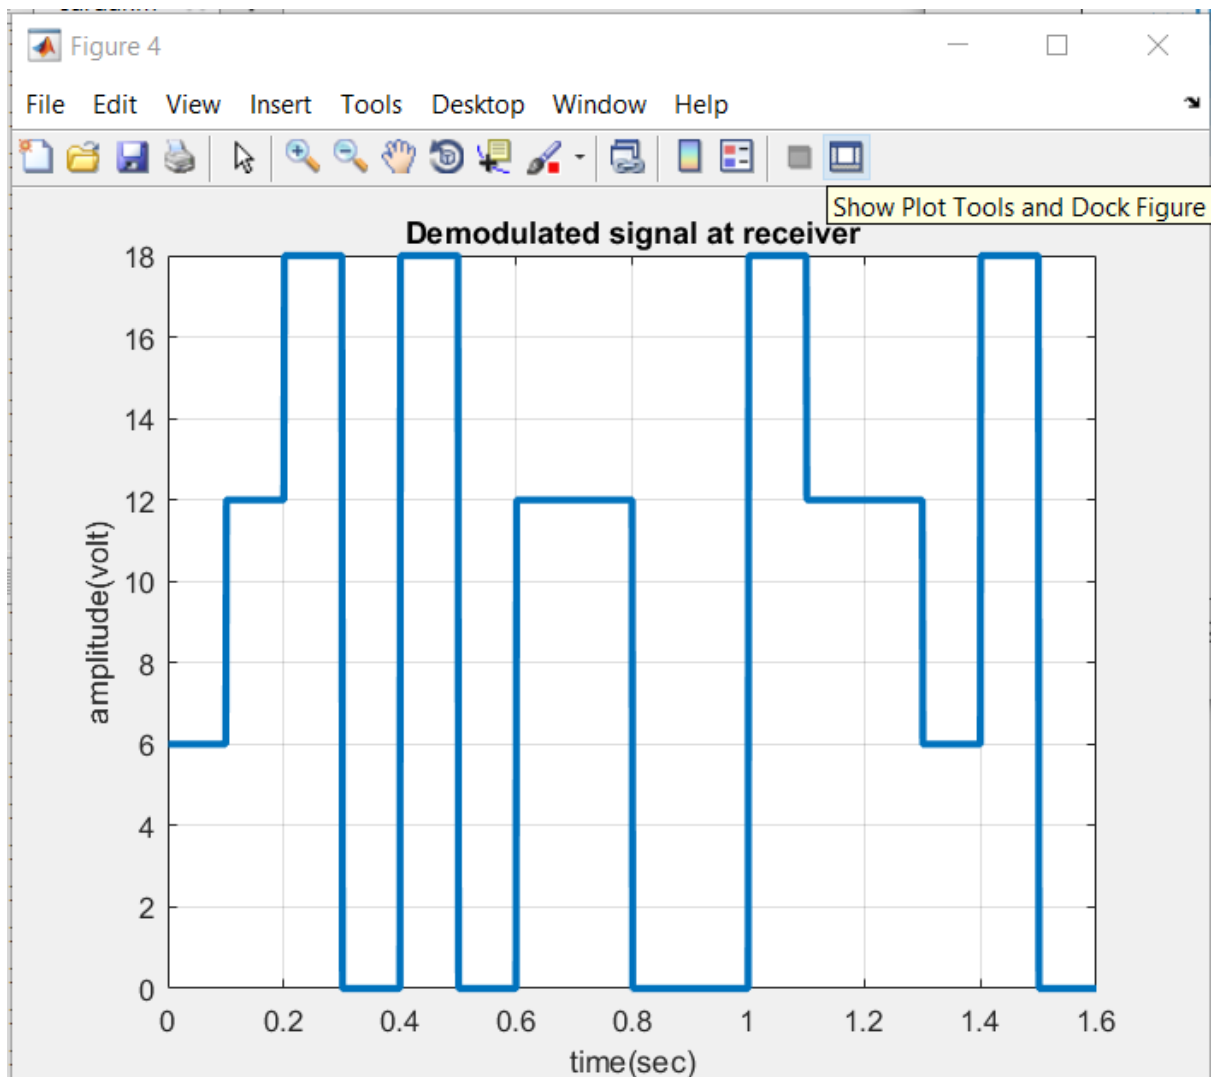 Figure 4
File Edit View Insert Tools Desktop Window Help
Show Plot Tools and Dock Figure
Demodulated signal at receiver
18
16
14
12
10
8
6
4
2
0
amplitude(volt)
0 0.2 0.4 0.6 0.8 1 1.2 1.4 1.6
time(sec)